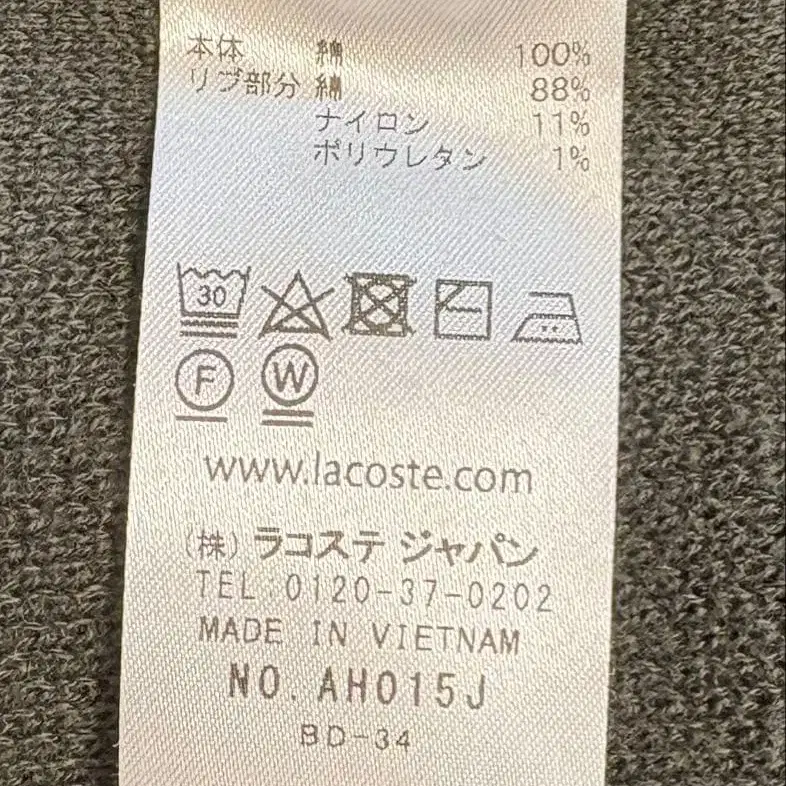 本体 綿 100%
リブ部分 綿 88%
ナイロン 11%
ポリウレタン 1%
30
F W
www.lacoste.com
(株) ラコステ ジャパン
TEL:0120-37-0202
MADE IN VIETNAM
NO. AH015J
BD-34